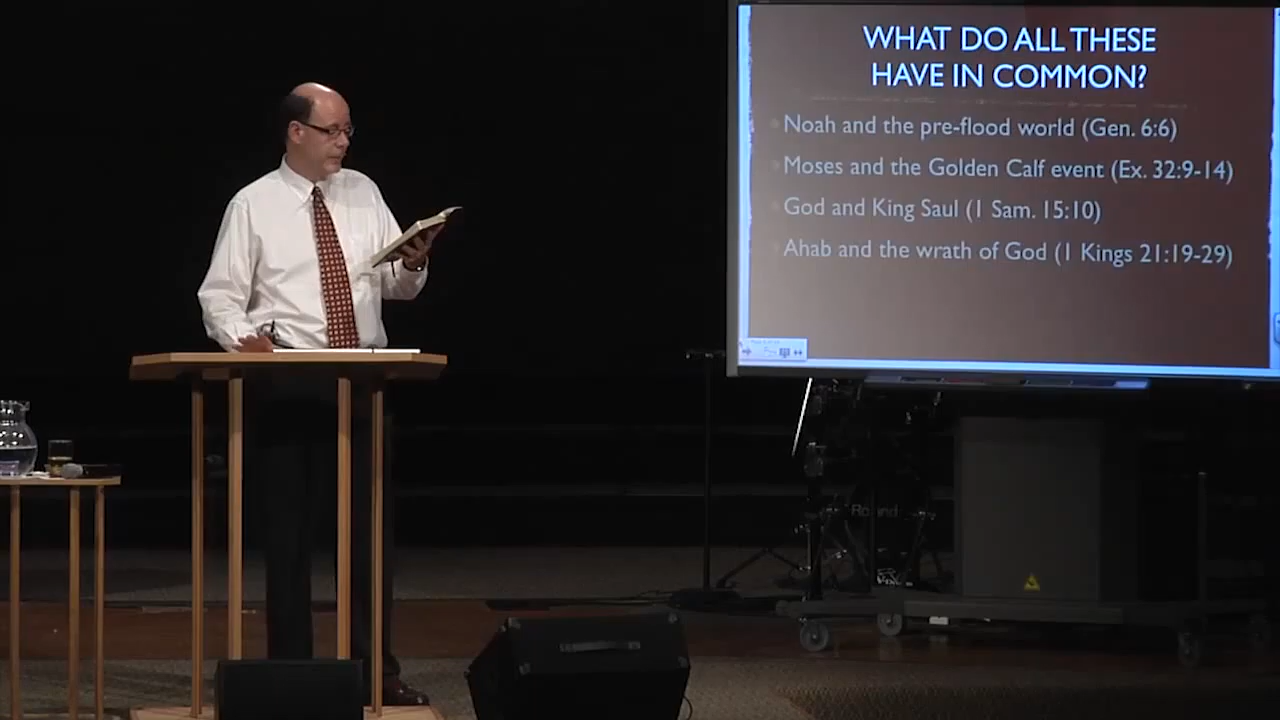 WHAT DO ALL THESE
HAVE IN COMMON?
Noah and the pre-flood world (Gen. 6:6)
Moses and the Golden Calf event (Ex. 32:9-14)
God and King Saul (1 Sam. 15:10)
Ahab and the wrath of God (1 Kings 21:19-29)
Roland